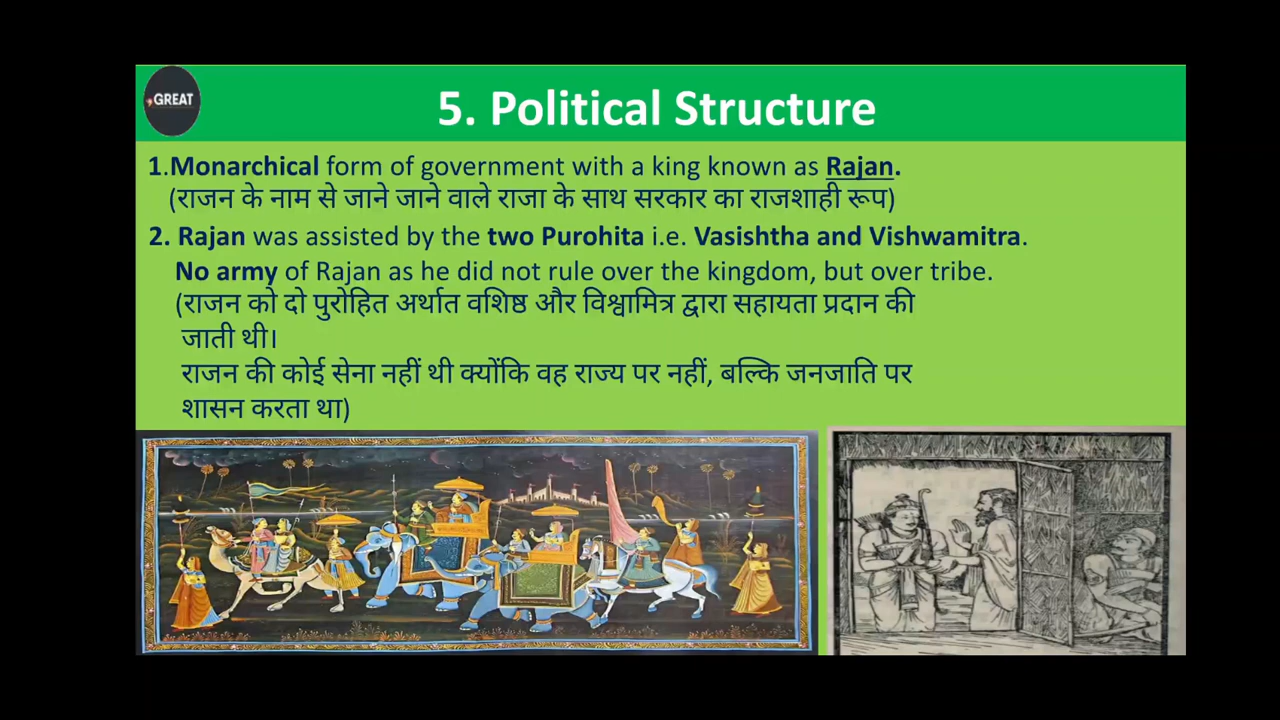 GREAT
5. Political Structure
1.Monarchical form of government with a king known as Rajan.
(राजन के नाम से जाने जाने वाले राजा के साथ सरकार का राजशाही रूप)
2. Rajan was assisted by the two Purohita i.e. Vasishtha and Vishwamitra.
No army of Rajan as he did not rule over the kingdom, but over tribe.
(राजन को दो पुरोहित अर्थात वशिष्ठ और विश्वामित्र द्वारा सहायता प्रदान की
जाती थी।
राजन की कोई सेना नहीं थी क्योंकि वह राज्य पर नहीं, बल्कि जनजाति पर
शासन करता था)